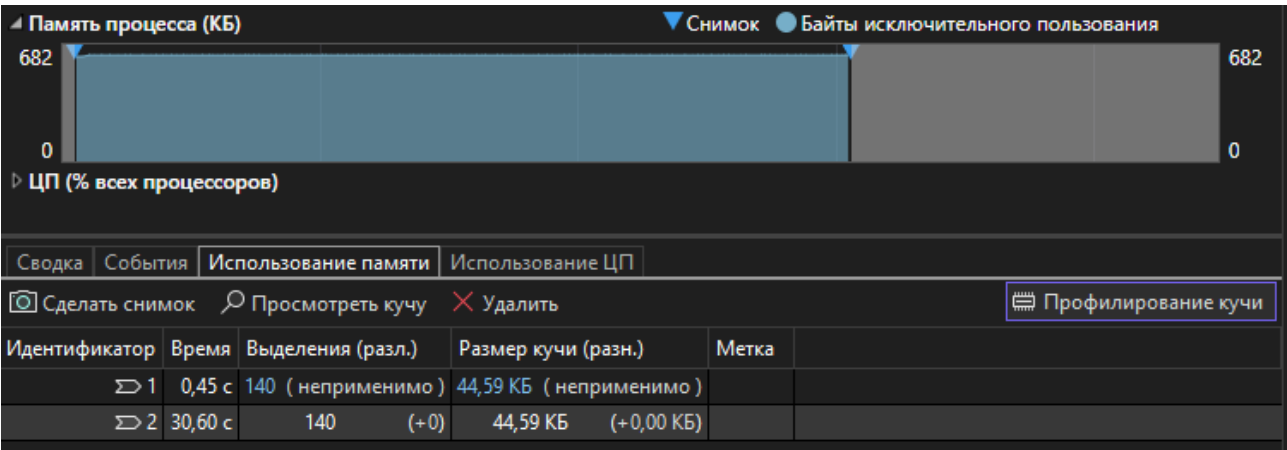 Память процесса (КБ) Снимок Байты исключительного пользования
682 682
0 0
ЦП (% всех процессоров)
Сводка События Использование памяти Использование ЦП
Сделать снимок Просмотреть кучу Удалить Профилирование кучи
Идентификатор Время Выделения (разл.) Размер кучи (разн.) Метка
1 0,45 с 140 ( неприменимо ) 44,59 КБ ( неприменимо )
2 30,60 с 140 (+0) 44,59 КБ (+0,00 КБ)